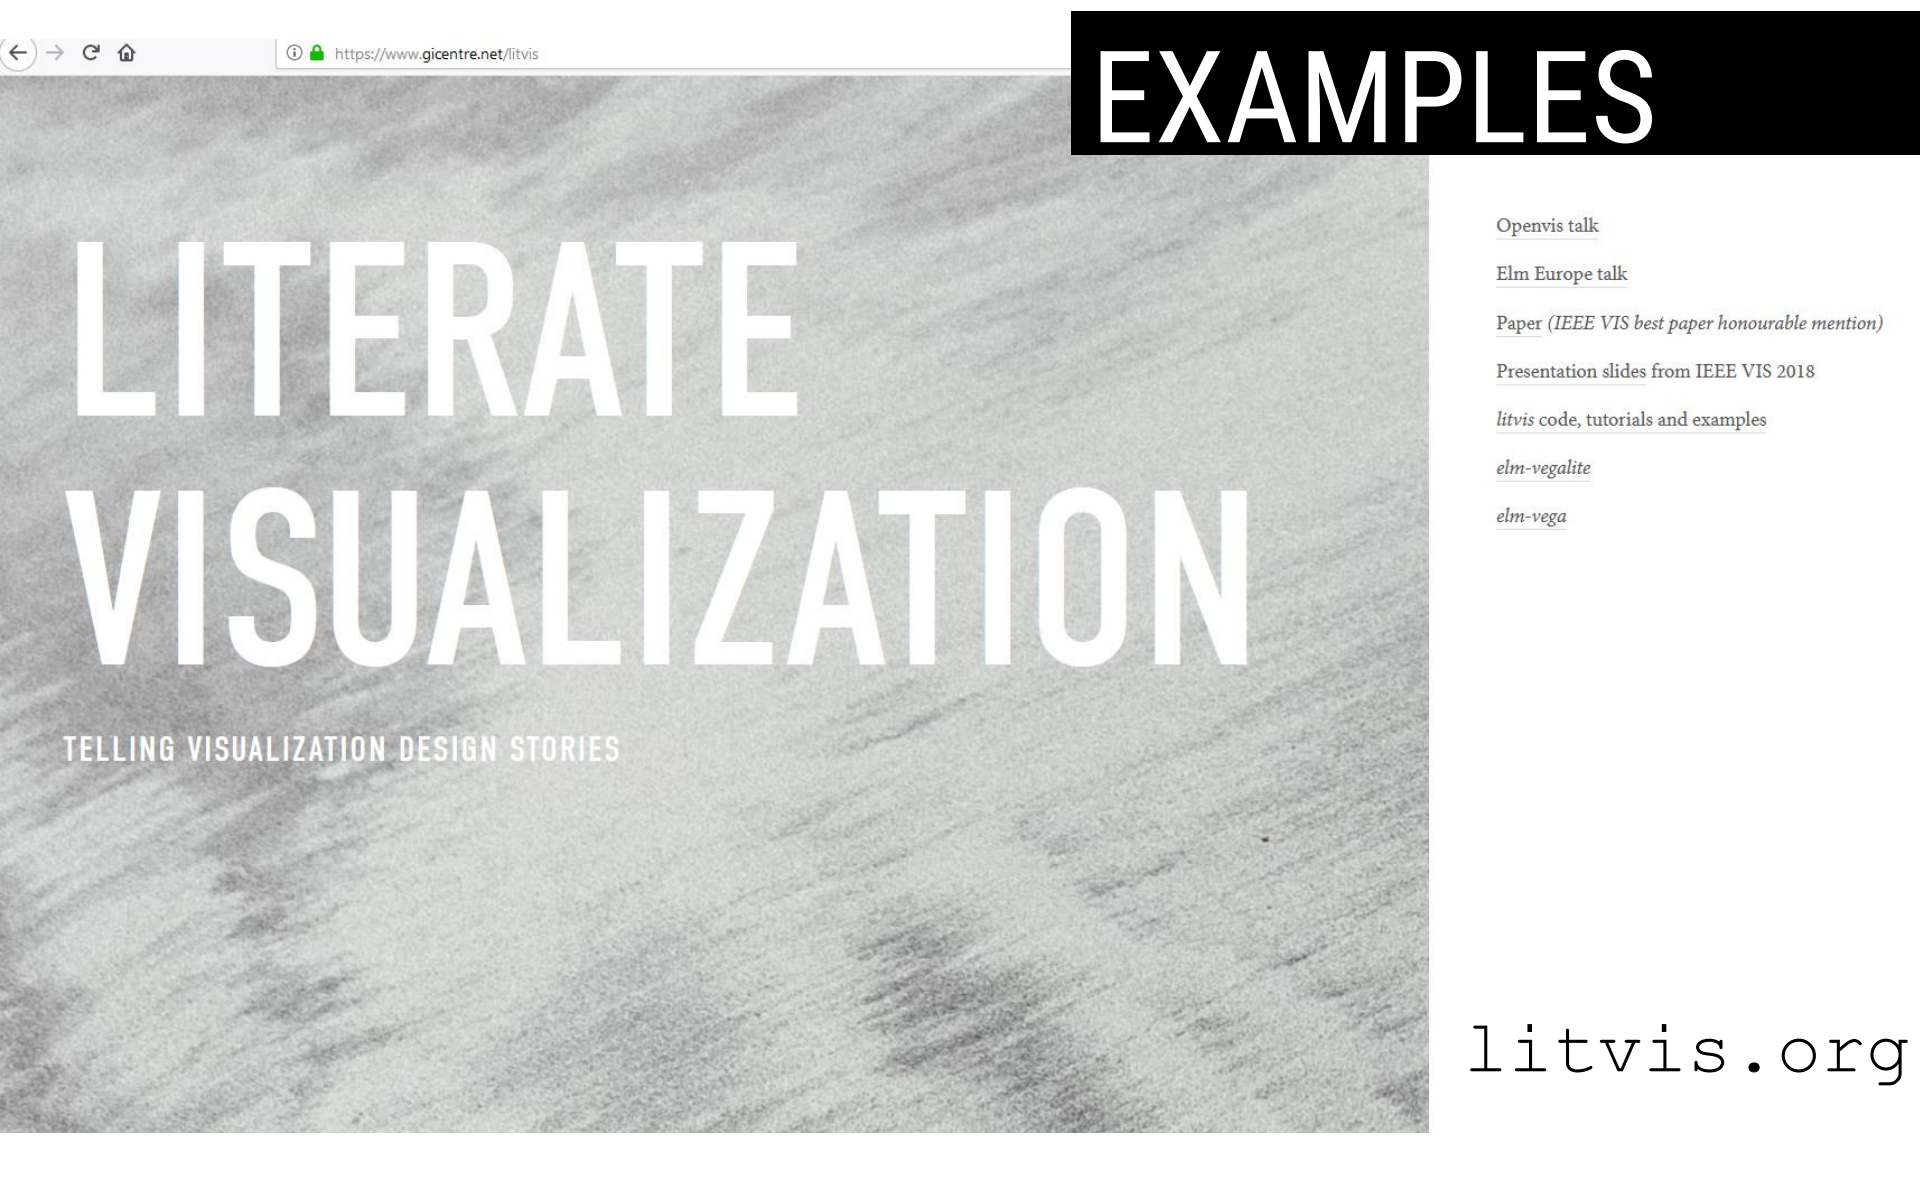 https://www.gicentre.net/litvis
EXAMPLES
LITERATE
VISUALIZATION
TELLING VISUALIZATION DESIGN STORIES
Openvis talk
Elm Europe talk
Paper (IEEE VIS best paper honourable mention)
Presentation slides from IEEE VIS 2018
litvis code, tutorials and examples
elm-vegalite
elm-vega
litvis.org